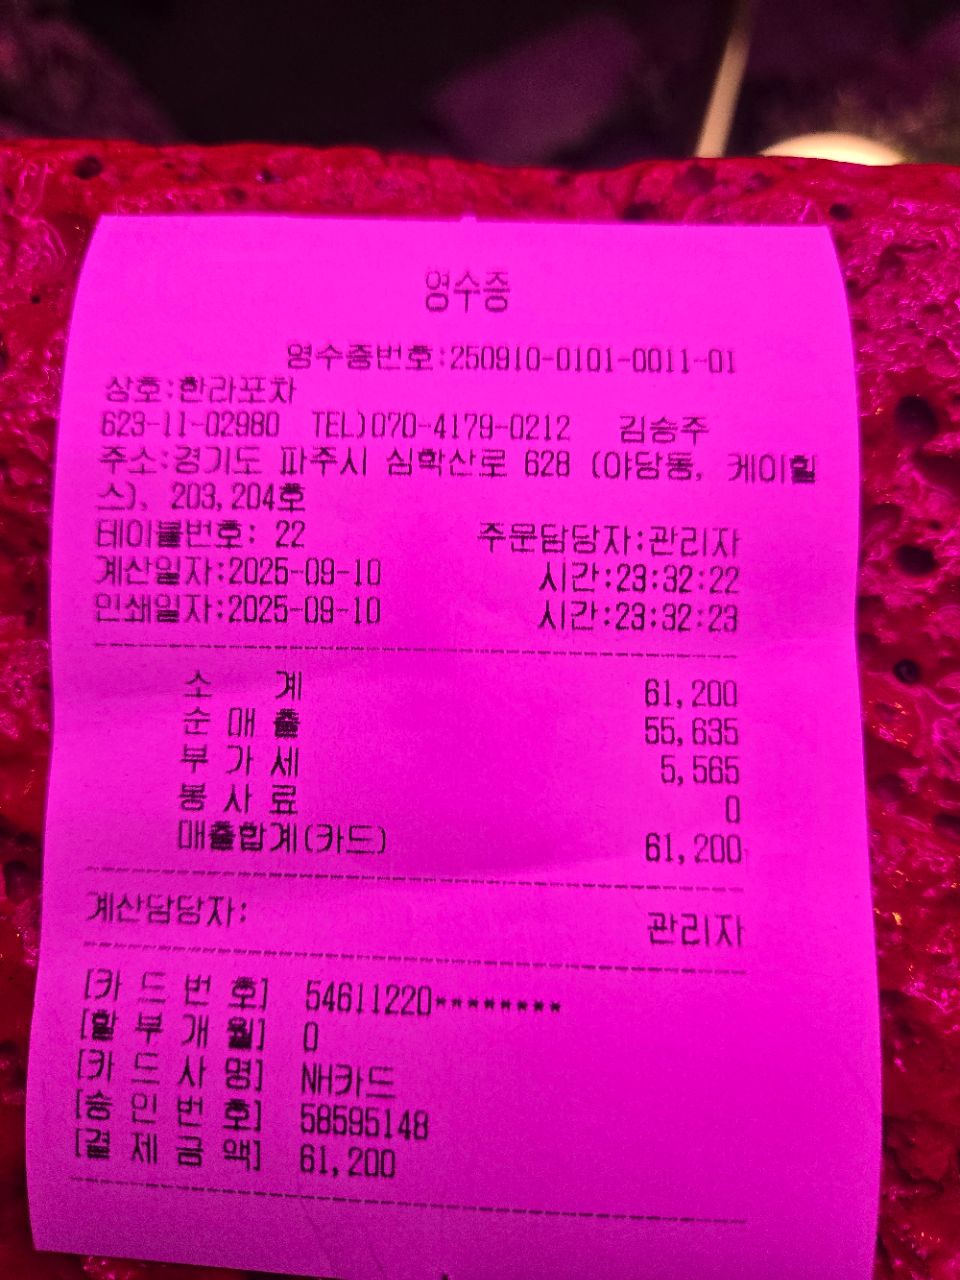 영수증
영수증번호:250910-0101-0011-01
상호:한라포차
623-11-02980 TEL)070-4179-0212 김승주
주소:경기도 파주시 심학산로 628 (야당동, 케이힐
스), 203,204호
테이블번호: 22 주문담당자:관리자
계산일자:2025-09-10 시간:23:32:22
인쇄일자:2025-09-10 시간:23:32:23
소 계 61,200
순 매 출 55,635
부 가 세 5,565
봉 사 료 0
매출합계(카드) 61,200
계산담당자: 관리자
[카 드 번 호] 54611220********
[할 부 개 월] 0
[카 드 사 명] NH카드
[승 인 번 호] 58595148
[결 제 금 액] 61,200